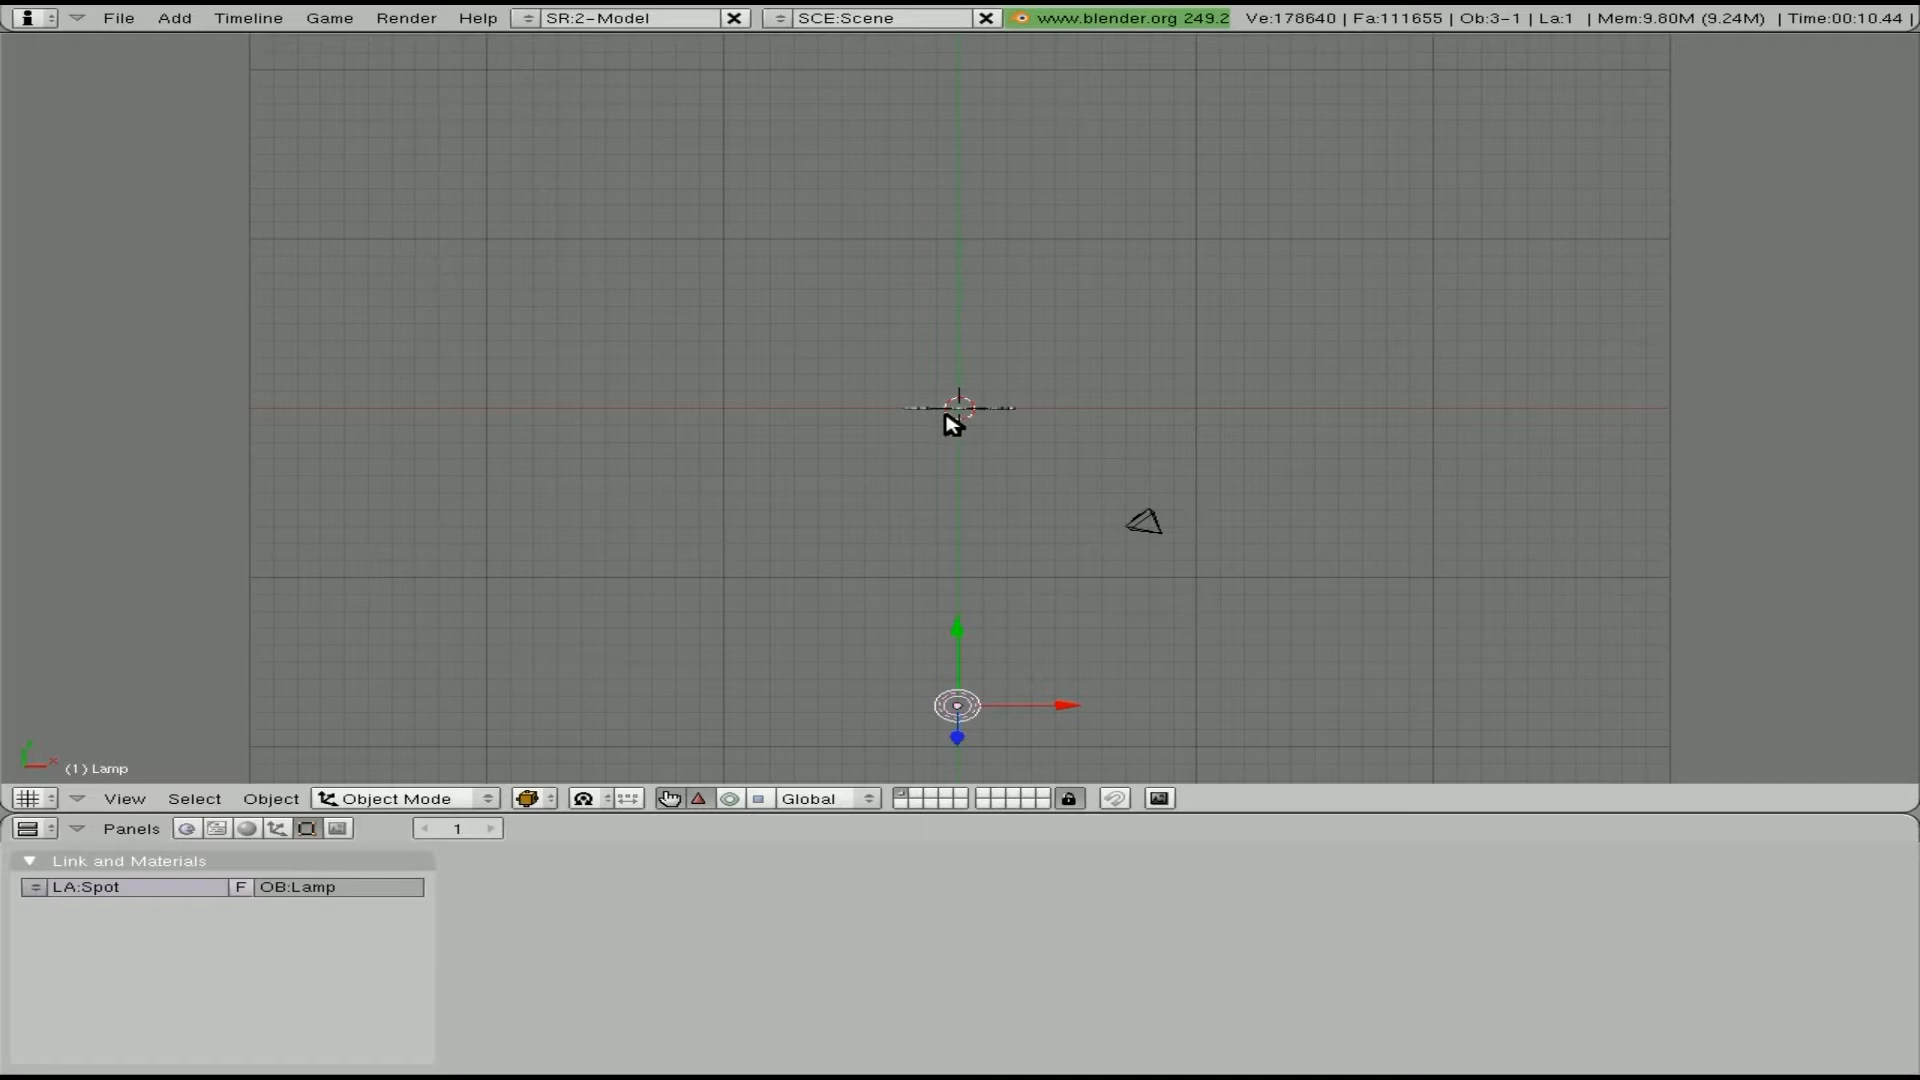 File Add Timeline Game Render Help SR:2-Model SCE:Scene www.blender.org 249.2 Ve:178640 | Fa:111655 | Ob:3-1 | La:1 | Mem:9.80M (9.24M) | Time:00:10.44 |
(1) Lamp
View Select Object Object Mode Global
Panels 1
Link and Materials
LA:Spot F OB:Lamp